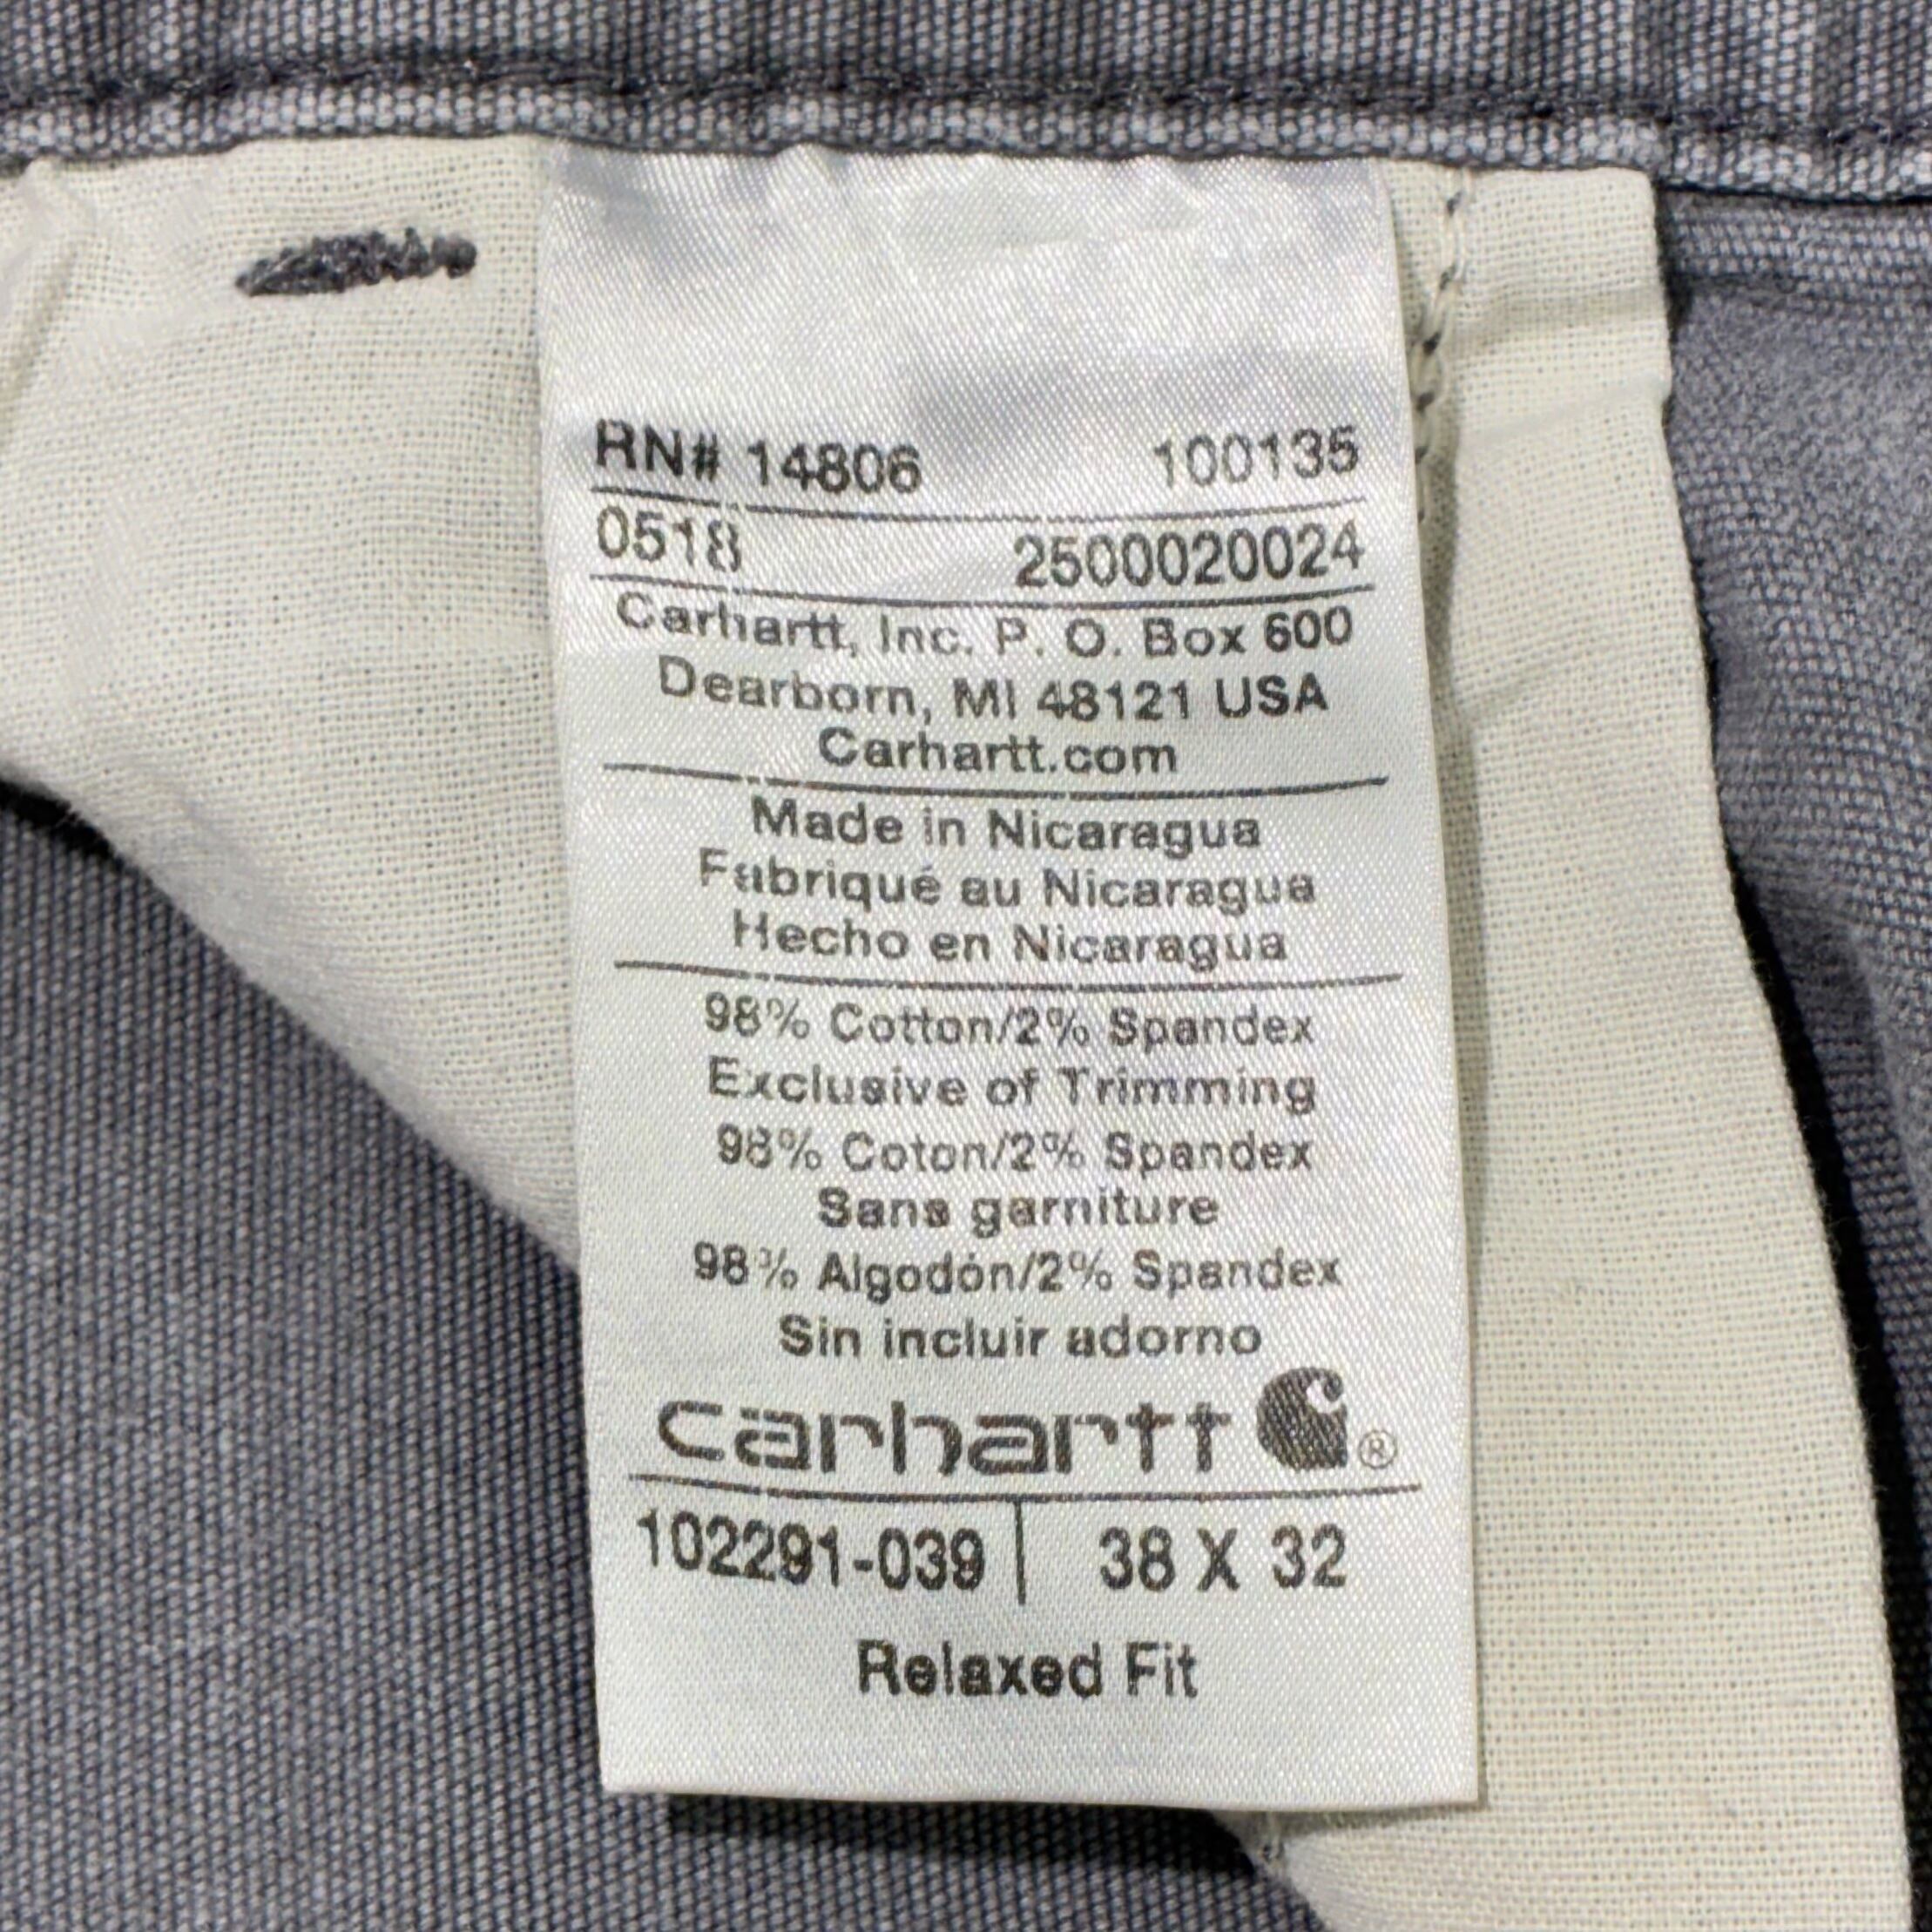 RN# 14806 100135
0518 2500020024
Carhartt, Inc. P. O. Box 600
Dearborn, MI 48121 USA
Carhartt.com
Made in Nicaragua
Fabriqué au Nicaragua
Hecho en Nicaragua
98% Cotton/2% Spandex
Exclusive of Trimming
98% Coton/2% Spandex
Sans garniture
98% Algodón/2% Spandex
Sin incluir adorno
carhartt ®
102291-039 | 38 X 32
Relaxed Fit